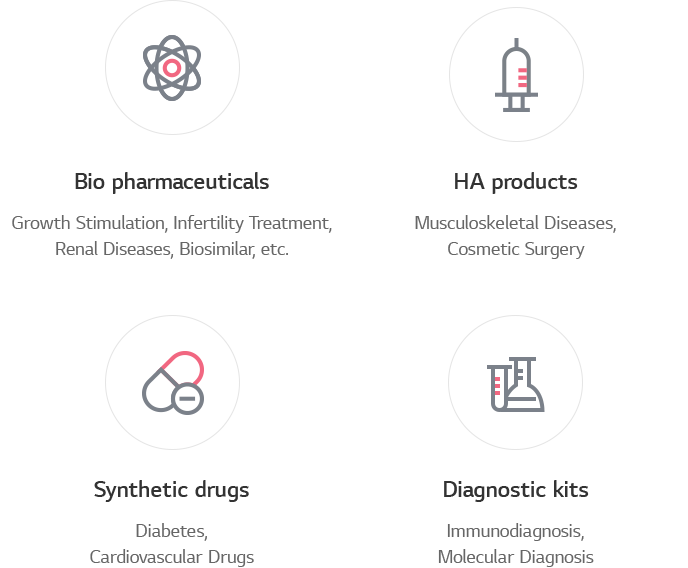 Bio pharmaceuticals
Growth Stimulation, Infertility Treatment,
Renal Diseases, Biosimilar, etc.
HA products
Musculoskeletal Diseases,
Cosmetic Surgery
Synthetic drugs
Diabetes,
Cardiovascular Drugs
Diagnostic kits
Immunodiagnosis,
Molecular Diagnosis